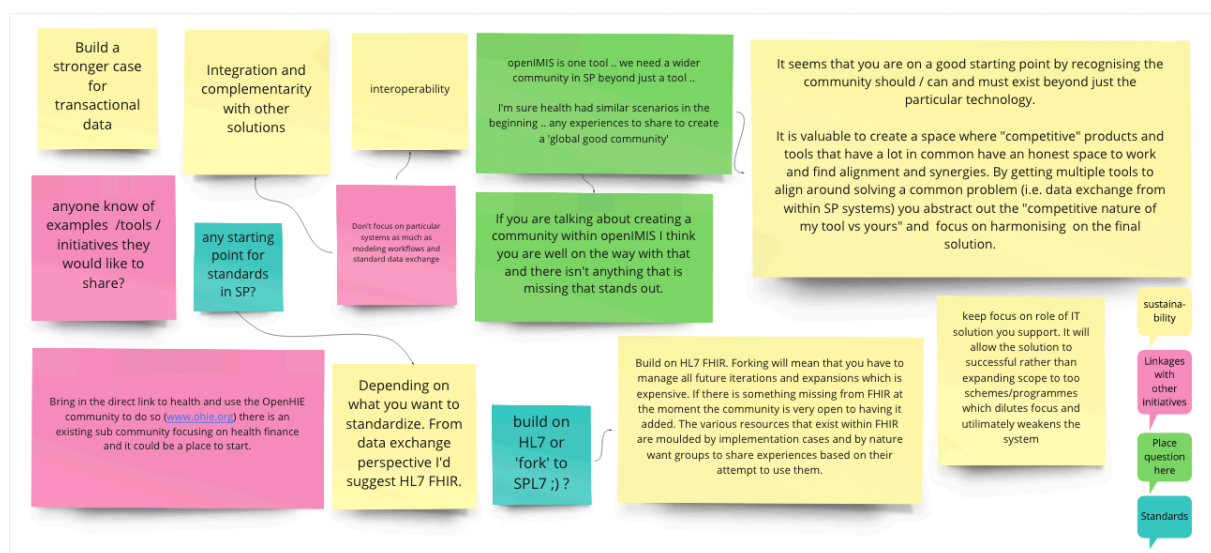 Build a
stronger case
for
transactional
data
Integration and
complementarity
with other
solutions
interoperability
openIMIS is one tool .. we need a wider
community in SP beyond just a tool ..
I'm sure health had similar scenarios in the
beginning .. any experiences to share to create
a 'global good community'
It seems that you are on a good starting point by recognising the
community should / can and must exist beyond just the
particular technology.
It is valuable to create a space where "competitive" products and
tools that have a lot in common have an honest space to work
and find alignment and synergies. By getting multiple tools to
align around solving a common problem (i.e. data exchange from
within SP systems) you abstract out the "competitive nature of
my tool vs yours" and focus on harmonising on the final
solution.
anyone know of
examples /tools /
initiatives they
would like to
share?
any starting
point for
standards
in SP?
Don't focus on particular
systems as much as
modeling workflows and
standard data exchange
If you are talking about creating a
community within openIMIS I think
you are well on the way with that
and there isn't anything that is
missing that stands out.
Bring in the direct link to health and use the OpenHIE
community to do so (www.ohie.org) there is an
existing sub community focusing on health finance
and it could be a place to start.
Depending on
what you want to
standardize. From
data exchange
perspective I'd
suggest HL7 FHIR.
build on
HL7 or
'fork' to
SPL7 ;) ?
Build on HL7 FHIR. Forking will mean that you have to
manage all future iterations and expansions which is
expensive. If there is something missing from FHIR at
the moment the community is very open to having it
added. The various resources that exist within FHIR
are moulded by implementation cases and by nature
want groups to share experiences based on their
attempt to use them.
keep focus on role of IT
solution you support. It will
allow the solution to
successful rather than
expanding scope to too
schemes/programmes
which dilutes focus and
utilimately weakens the
system
sustaina-
bility
Linkages
with
other
initiatives
Place
question
here
Standards